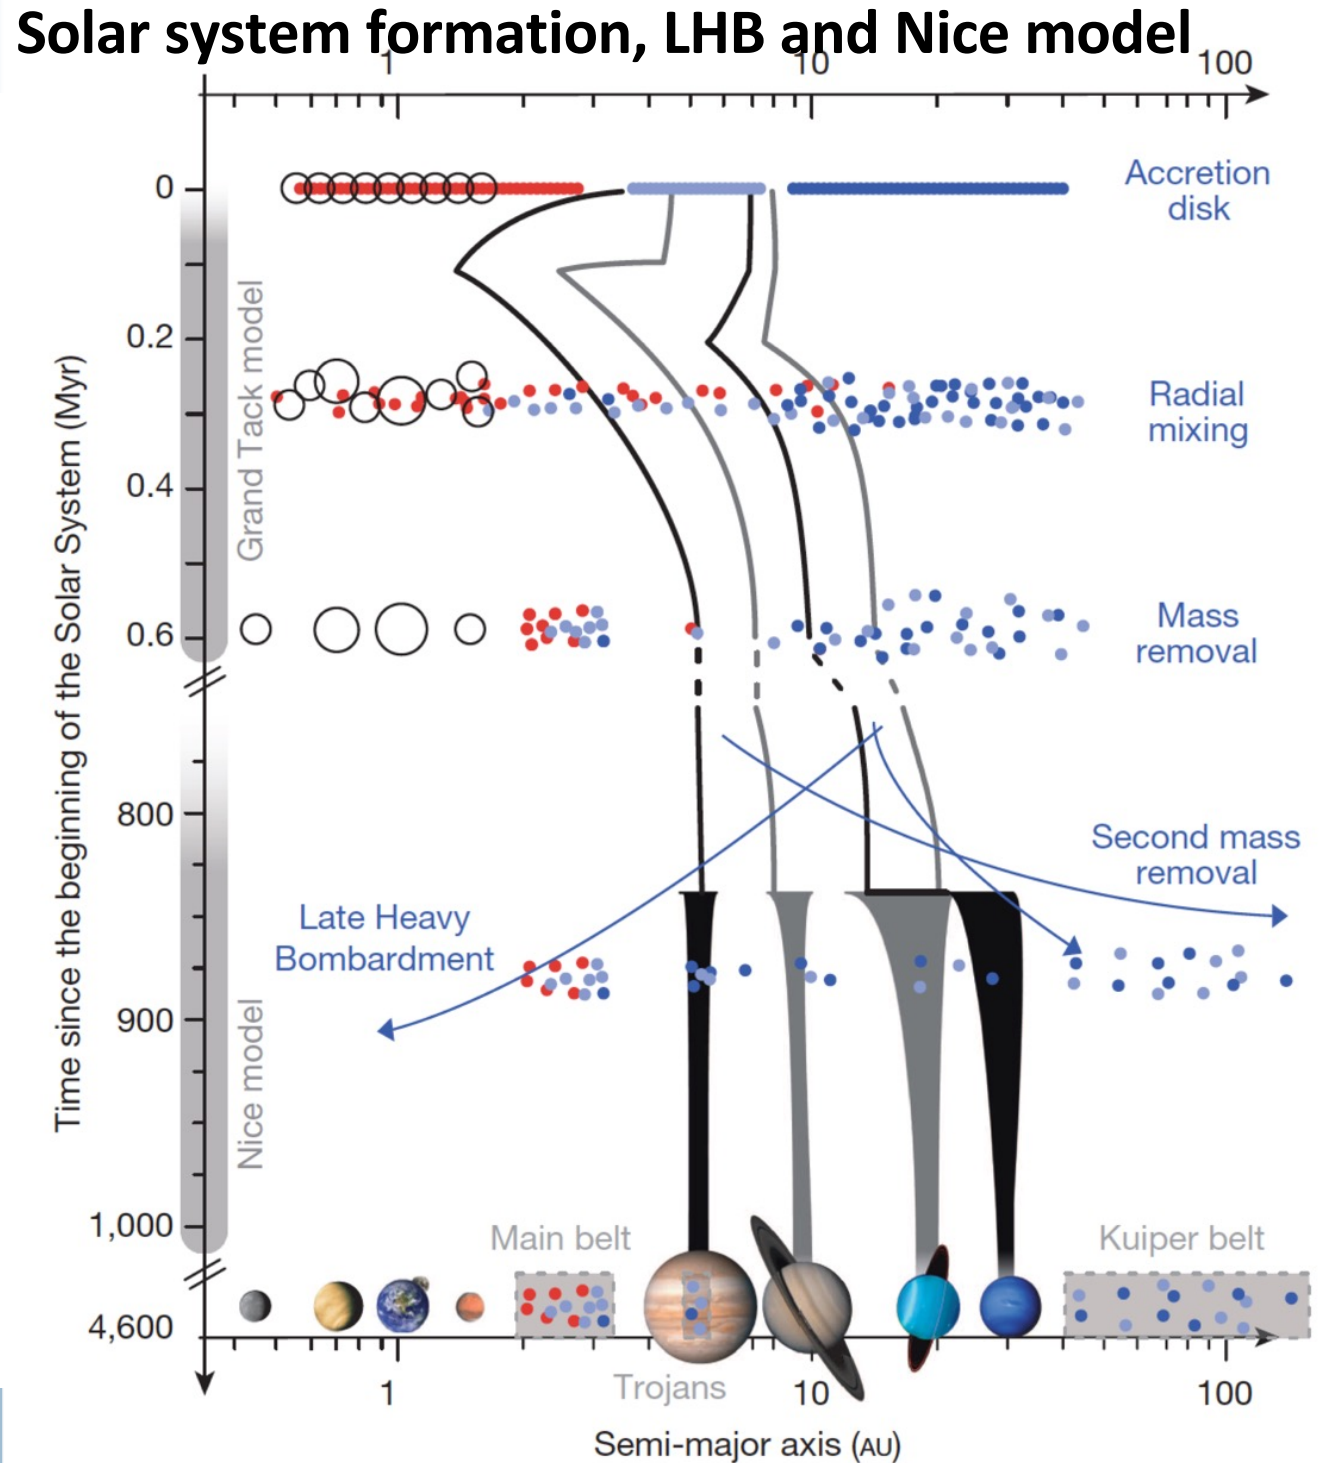 Solar system formation, LHB and Nice model
1 10 100
Accretion
disk
0
0.2
Radial
mixing
0.4
Mass
removal
0.6
Grand Tack model
Time since the beginning of the Solar System (Myr)
800
Second mass
removal
Late Heavy
Bombardment
900
Nice model
1,000
Main belt
Kuiper belt
4,600
Trojans
1 10 100
Semi-major axis (AU)